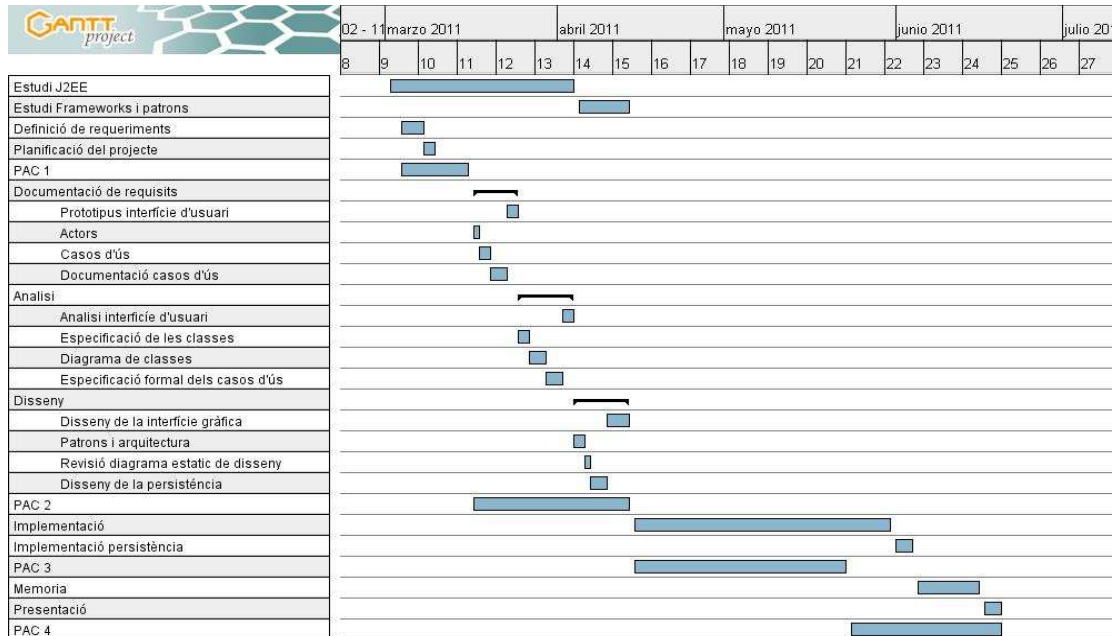 GANTT
project
02 - 11 marzo 2011 abril 2011 mayo 2011 junio 2011 julio 20
8 9 10 11 12 13 14 15 16 17 18 19 20 21 22 23 24 25 26 27
Estudi J2EE
Estudi Frameworks i patrons
Definició de requeriments
Planificació del projecte
PAC 1
Documentació de requisits
Prototipus interfície d'usuari
Actors
Casos d'ús
Documentació casos d'ús
Analisi
Analisi interfície d'usuari
Especificació de les classes
Diagrama de classes
Especificació formal dels casos d'ús
Disseny
Disseny de la interfície gràfica
Patrons i arquitectura
Revisió diagrama estatic de disseny
Disseny de la persisténcia
PAC 2
Implementació
Implementació persistència
PAC 3
Memoria
Presentació
PAC 4